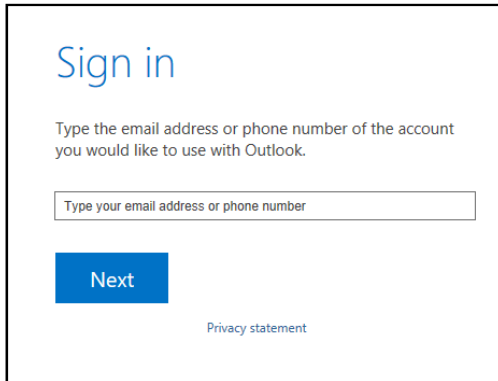 Sign in
Type the email address or phone number of the account
you would like to use with Outlook.
Type your email address or phone number
Next
Privacy statement